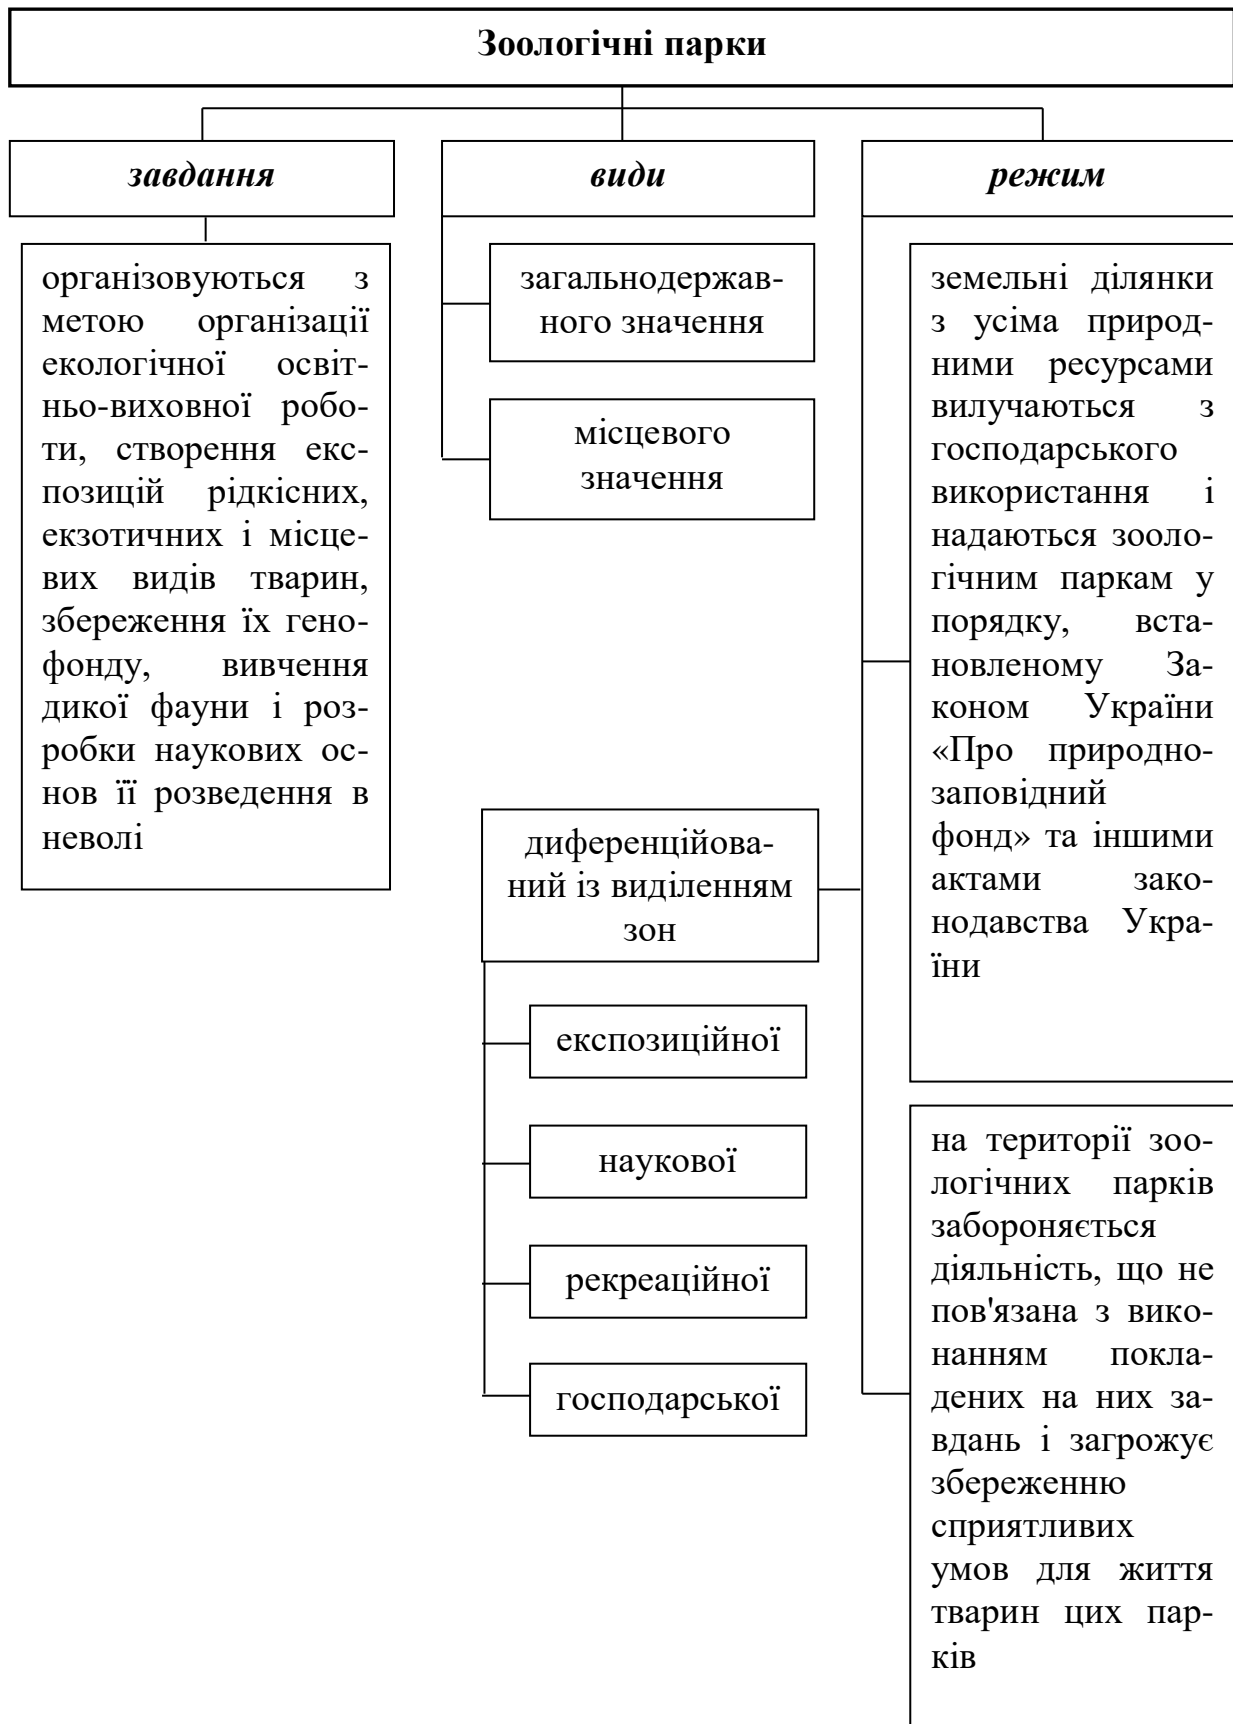 Зоологічні парки
завдання
організовуються з
метою організації
екологічної освіт-
ньо-виховної робо-
ти, створення екс-
позицій рідкісних,
екзотичних і місце-
вих видів тварин,
збереження їх гено-
фонду, вивчення
дикої фауни і роз-
робки наукових ос-
нов її розведення в
неволі
види
загальнодержав-
ного значення
місцевого
значення
режим
земельні ділянки
з усіма природ-
ними ресурсами
вилучаються з
господарського
використання і
надаються зооло-
гічним паркам у
порядку, вста-
новленому За-
коном України
«Про природно-
заповідний
фонд» та іншими
актами зако-
нодавства Укра-
їни
диференційова-
ний із виділенням
зон
експозиційної
наукової
рекреаційної
господарської
на території зоо-
логічних парків
забороняється
діяльність, що не
пов'язана з вико-
нанням покла-
дених на них за-
вдань і загрожує
збереженню
сприятливих
умов для життя
тварин цих пар-
ків